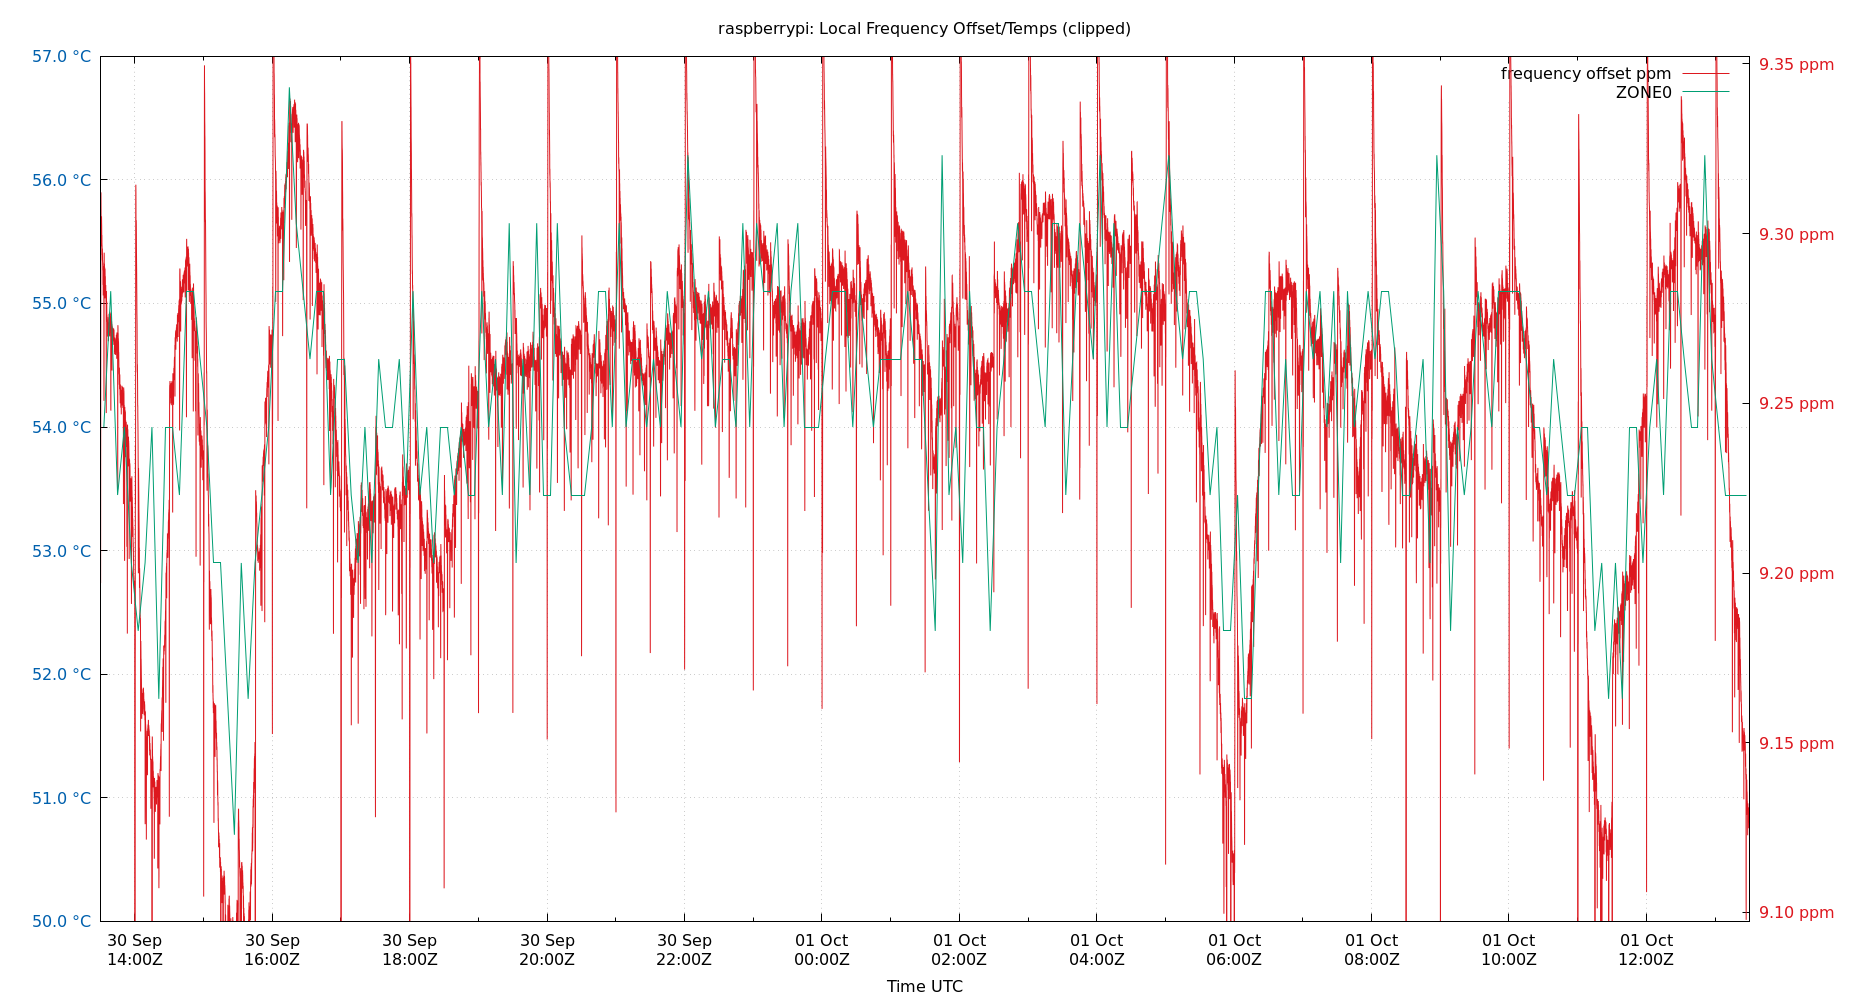 raspberrypi: Local Frequency Offset/Temps (clipped)
57.0 °C
56.0 °C
55.0 °C
54.0 °C
53.0 °C
52.0 °C
51.0 °C
50.0 °C
frequency offset ppm
ZONE0
9.35 ppm
9.30 ppm
9.25 ppm
9.20 ppm
9.15 ppm
9.10 ppm
30 Sep 30 Sep 30 Sep 30 Sep 30 Sep 01 Oct 01 Oct 01 Oct 01 Oct 01 Oct 01 Oct 01 Oct
14:00Z 16:00Z 18:00Z 20:00Z 22:00Z 00:00Z 02:00Z 04:00Z 06:00Z 08:00Z 10:00Z 12:00Z
Time UTC